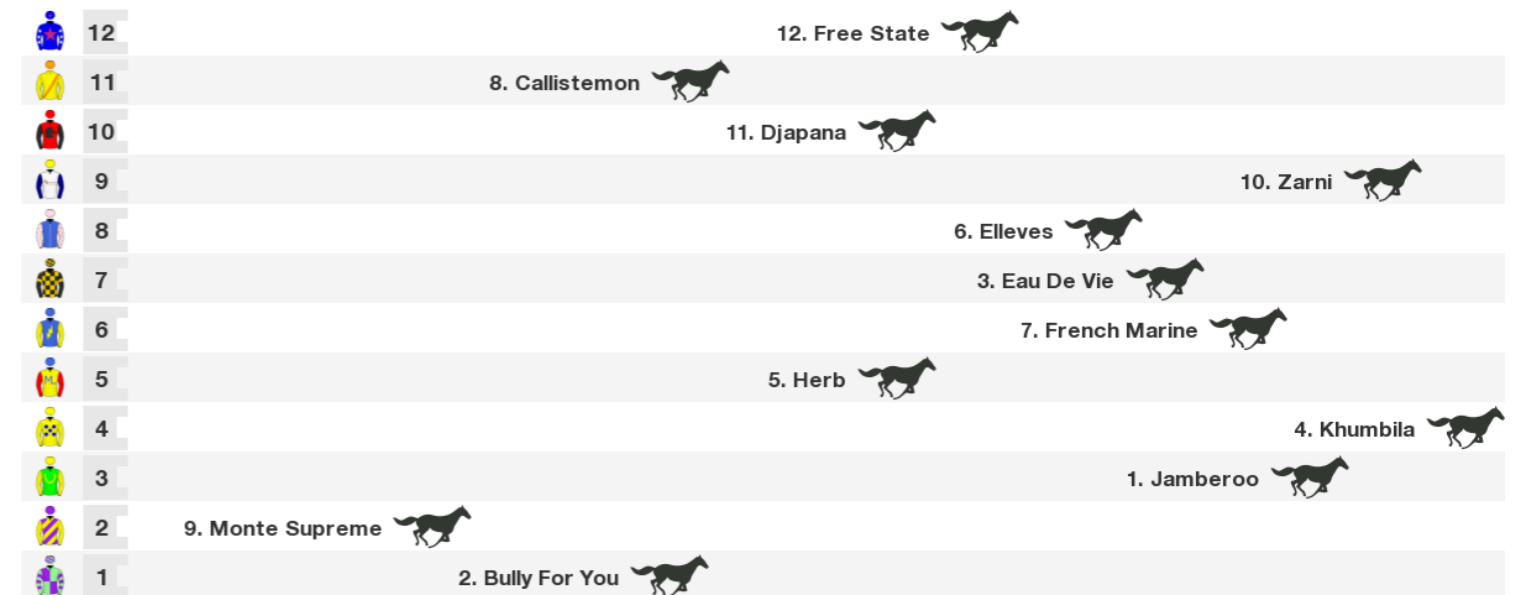 12 12. Free State
11 8. Callistemon
10 11. Djapana
9 10. Zarni
8 6. Elleves
7 3. Eau De Vie
6 7. French Marine
5 5. Herb
4 4. Khumbila
3 1. Jamberoo
2 9. Monte Supreme
1 2. Bully For You